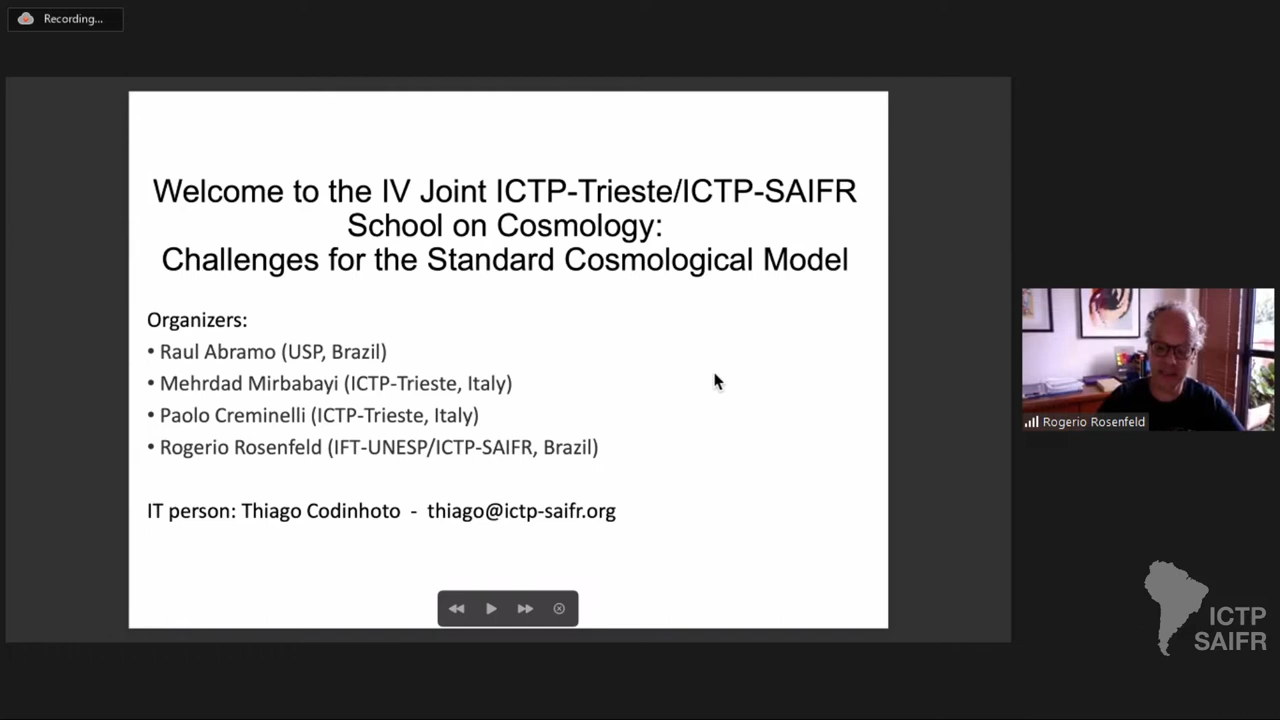 Recording...
Welcome to the IV Joint ICTP-Trieste/ICTP-SAIFR
School on Cosmology:
Challenges for the Standard Cosmological Model
Organizers:
• Raul Abramo (USP, Brazil)
• Mehrdad Mirbabayi (ICTP-Trieste, Italy)
• Paolo Creminelli (ICTP-Trieste, Italy)
• Rogerio Rosenfeld (IFT-UNESP/ICTP-SAIFR, Brazil)
IT person: Thiago Codinhoto - thiago@ictp-saifr.org
Rogerio Rosenfeld
ICTP
SAIFR